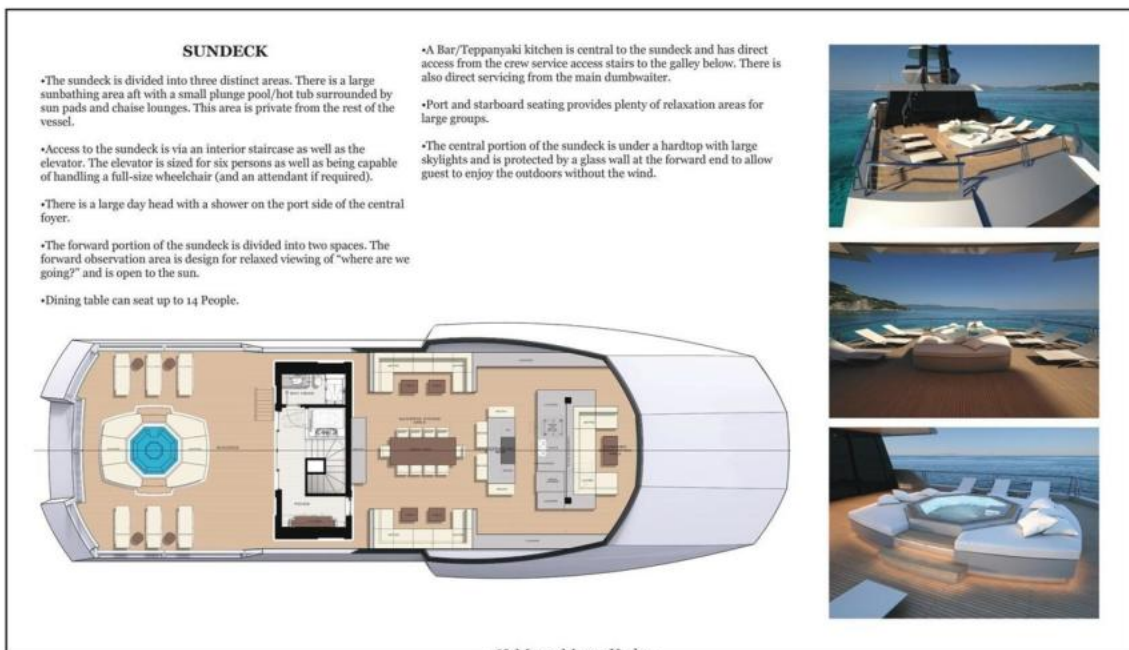 SUNDECK
•The sundeck is divided into three distinct areas. There is a large
sunbathing area aft with a small plunge pool/hot tub surrounded by
sun pads and chaise lounges. This area is private from the rest of the
vessel.
•Access to the sundeck is via an interior staircase as well as the
elevator. The elevator is sized for six persons as well as being capable
of handling a full-size wheelchair (and an attendant if required).
•There is a large day head with a shower on the port side of the central
foyer.
•The forward portion of the sundeck is divided into two spaces. The
forward observation area is design for relaxed viewing of “where are we
going?” and is open to the sun.
•Dining table can seat up to 14 People.
•A Bar/Teppanyaki kitchen is central to the sundeck and has direct
access from the crew service access stairs to the galley below. There is
also direct servicing from the main dumbwaiter.
•Port and starboard seating provides plenty of relaxation areas for
large groups.
•The central portion of the sundeck is under a hardtop with large
skylights and is protected by a glass wall at the forward end to allow
guest to enjoy the outdoors without the wind.